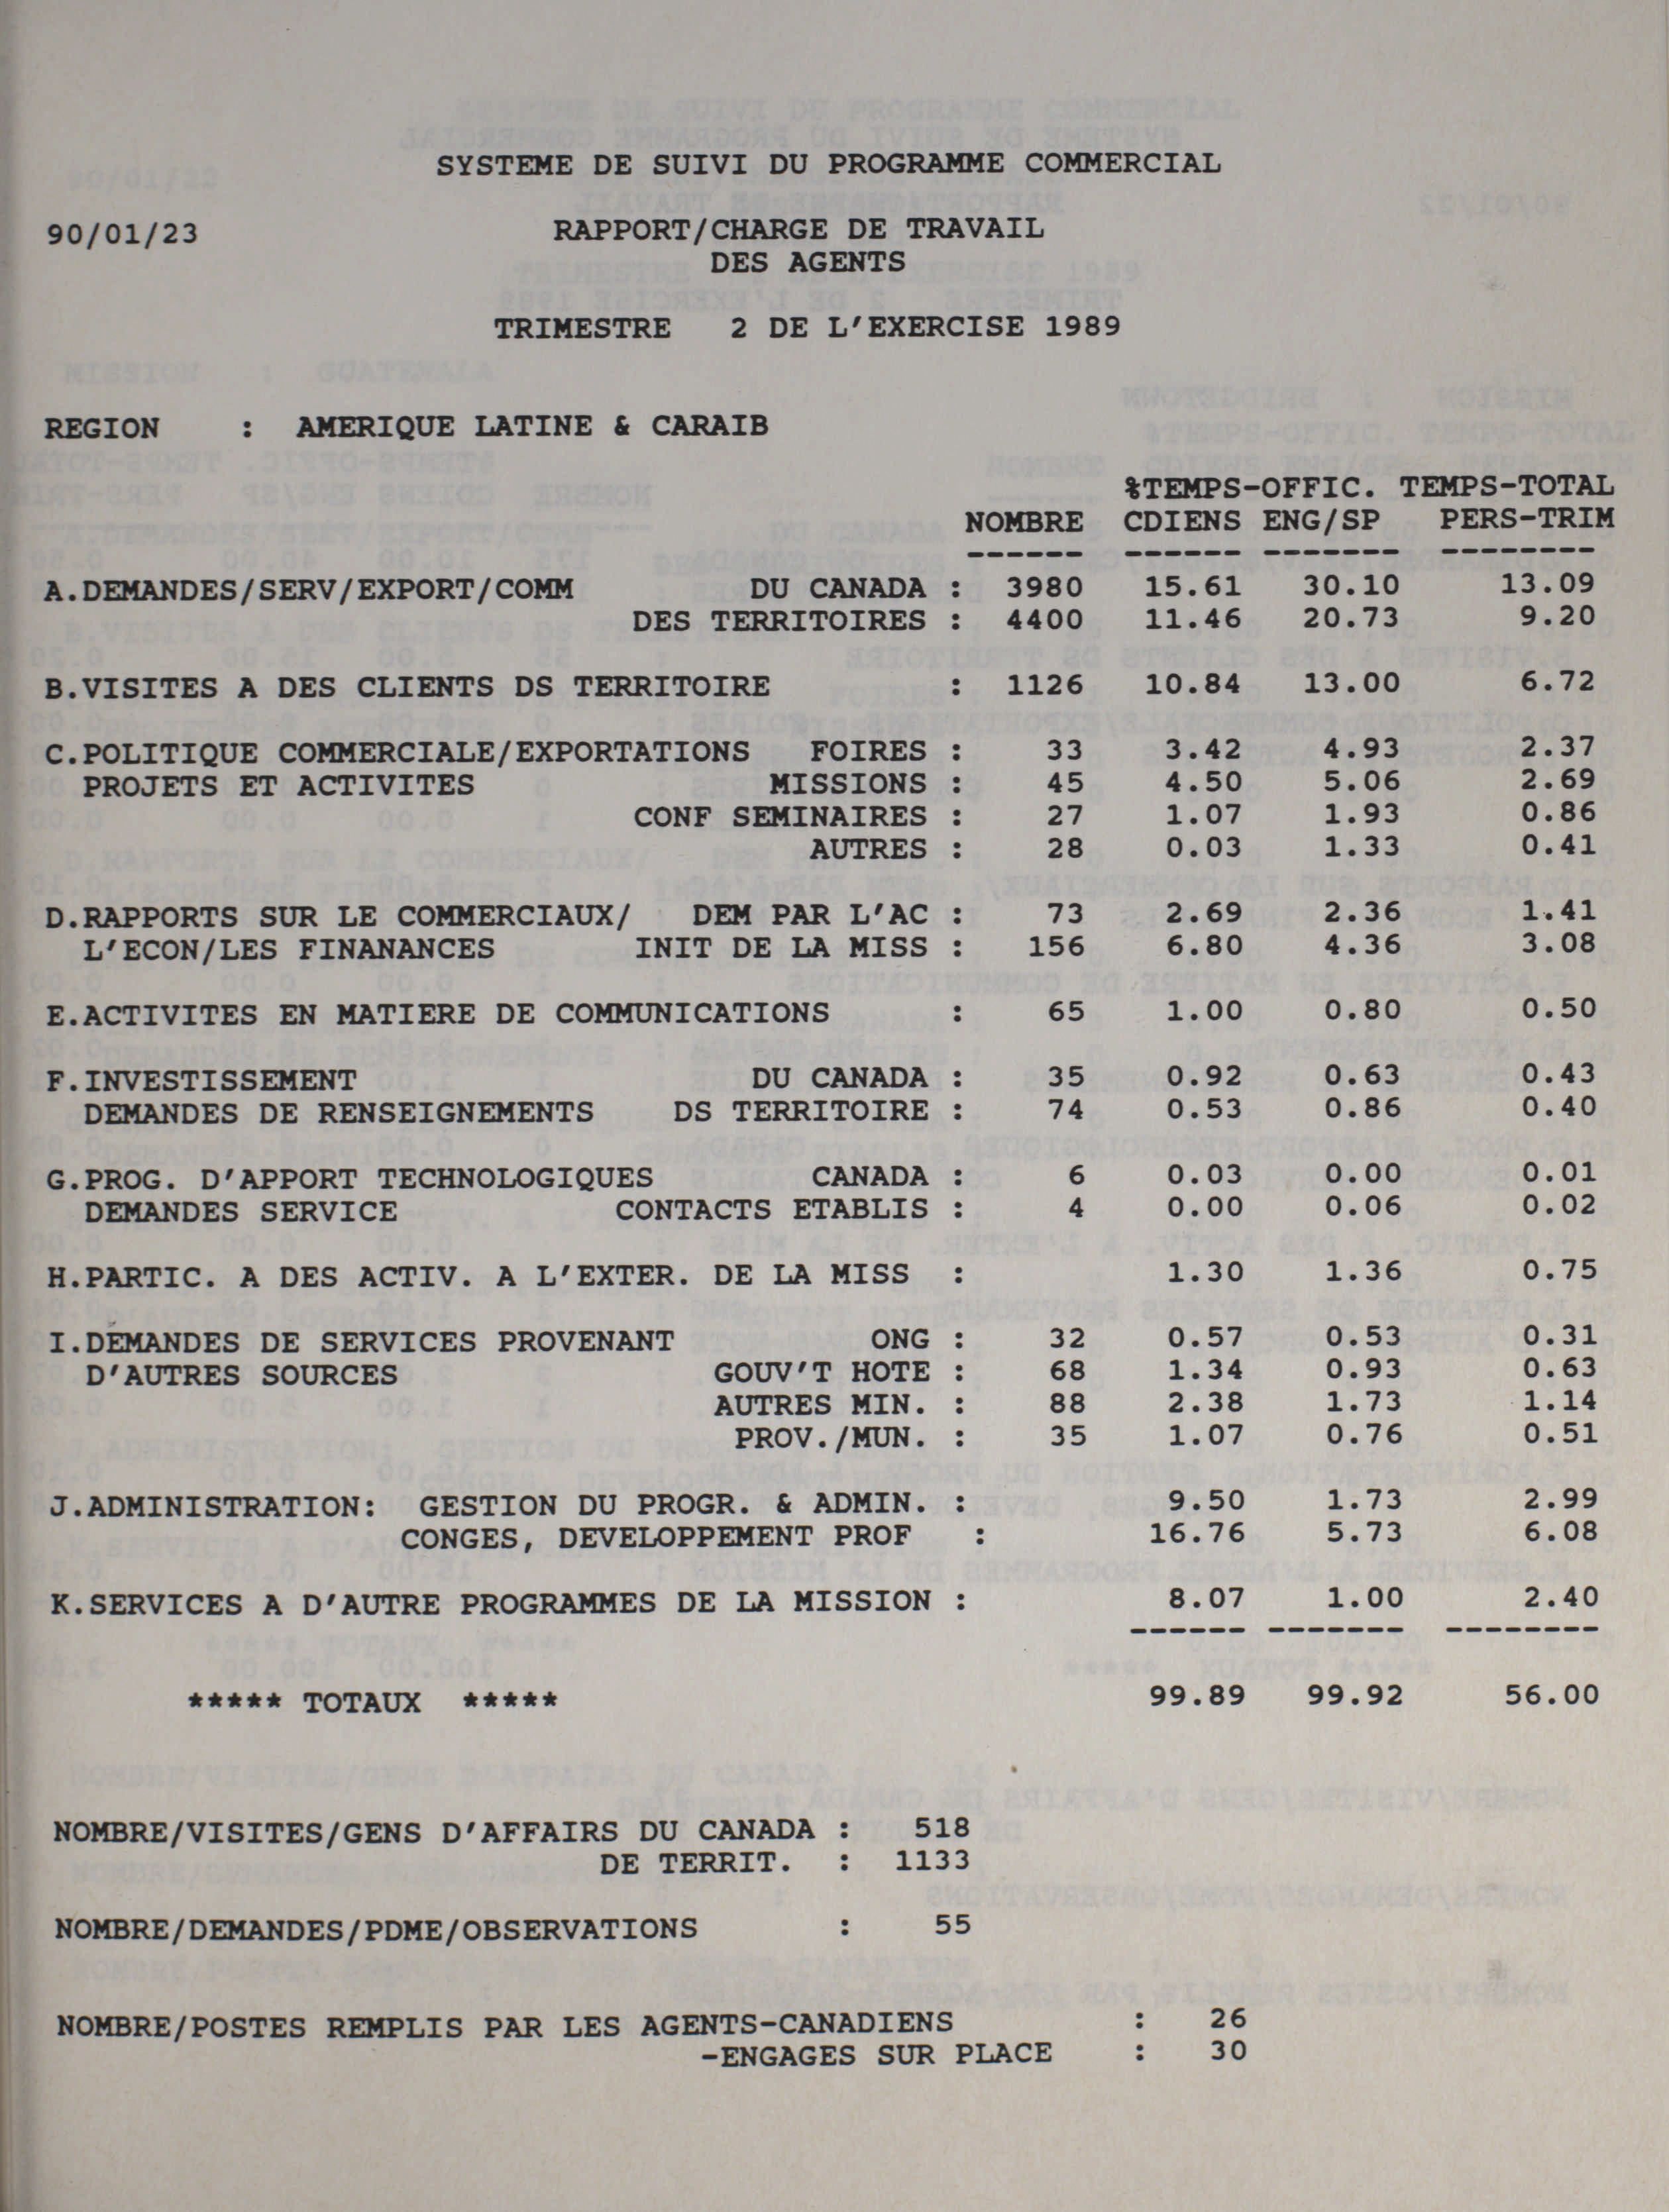 SYSTEME DE SUIVI DU PROGRAMME COMMERCIAL
90/01/23 RAPPORT/CHARGE DE TRAVAIL
DES AGENTS
TRIMESTRE 2 DE L'EXERCISE 1989
REGION : AMERIQUE LATINE & CARAIB
%TEMPS-OFFIC. TEMPS-TOTAL
NOMBRE CDIENS ENG/SP PERS-TRIM
------ ------ ------- --------
A.DEMANDES/SERV/EXPORT/COMM DU CANADA : 3980 15.61 30.10 13.09
DES TERRITOIRES : 4400 11.46 20.73 9.20
B.VISITES A DES CLIENTS DS TERRITOIRE : 1126 10.84 13.00 6.72
C.POLITIQUE COMMERCIALE/EXPORTATIONS FOIRES : 33 3.42 4.93 2.37
PROJETS ET ACTIVITES MISSIONS : 45 4.50 5.06 2.69
CONF SEMINAIRES : 27 1.07 1.93 0.86
AUTRES : 28 0.03 1.33 0.41
D.RAPPORTS SUR LE COMMERCIAUX/ DEM PAR L'AC : 73 2.69 2.36 1.41
L'ECON/LES FINANANCES INIT DE LA MISS : 156 6.80 4.36 3.08
E.ACTIVITES EN MATIERE DE COMMUNICATIONS : 65 1.00 0.80 0.50
F.INVESTISSEMENT DU CANADA : 35 0.92 0.63 0.43
DEMANDES DE RENSEIGNEMENTS DS TERRITOIRE : 74 0.53 0.86 0.40
G.PROG. D'APPORT TECHNOLOGIQUES CANADA : 6 0.03 0.00 0.01
DEMANDES SERVICE CONTACTS ETABLIS : 4 0.00 0.06 0.02
H.PARTIC. A DES ACTIV. A L'EXTER. DE LA MISS : 1.30 1.36 0.75
I.DEMANDES DE SERVICES PROVENANT ONG : 32 0.57 0.53 0.31
D'AUTRES SOURCES GOUV'T HOTE : 68 1.34 0.93 0.63
AUTRES MIN. : 88 2.38 1.73 1.14
PROV./MUN. : 35 1.07 0.76 0.51
J.ADMINISTRATION: GESTION DU PROGR. & ADMIN. : 9.50 1.73 2.99
CONGES, DEVELOPPEMENT PROF : 16.76 5.73 6.08
K.SERVICES A D'AUTRE PROGRAMMES DE LA MISSION : 8.07 1.00 2.40
------ ------- --------
***** TOTAUX ***** 99.89 99.92 56.00
NOMBRE/VISITES/GENS D'AFFAIRS DU CANADA : 518
DE TERRIT. : 1133
NOMBRE/DEMANDES/PDME/OBSERVATIONS : 55
NOMBRE/POSTES REMPLIS PAR LES AGENTS-CANADIENS : 26
-ENGAGES SUR PLACE : 30